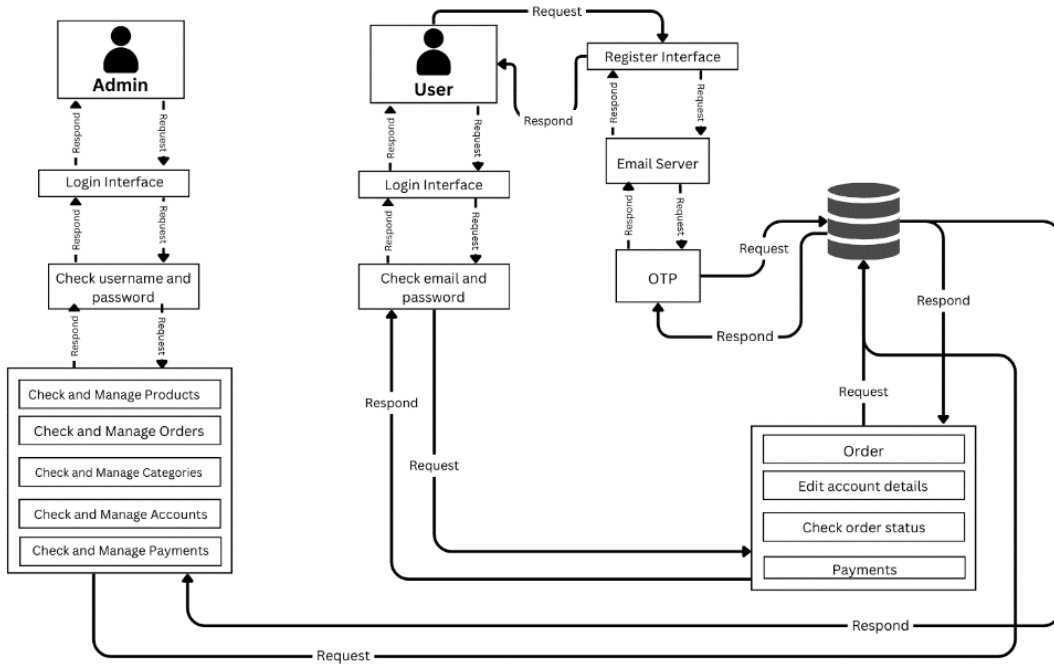 Request
Admin
User
Register Interface
Respond
Respond
Request
Respond
Request
Respond
Request
Login Interface
Login Interface
Email Server
Respond
Request
Respond
Request
Respond
Request
Request
Check username and
password
Check email and
password
OTP
Respond
Respond
Request
Respond
Check and Manage Products
Check and Manage Orders
Check and Manage Categories
Check and Manage Accounts
Check and Manage Payments
Respond
Request
Request
Order
Edit account details
Check order status
Payments
Respond
Request